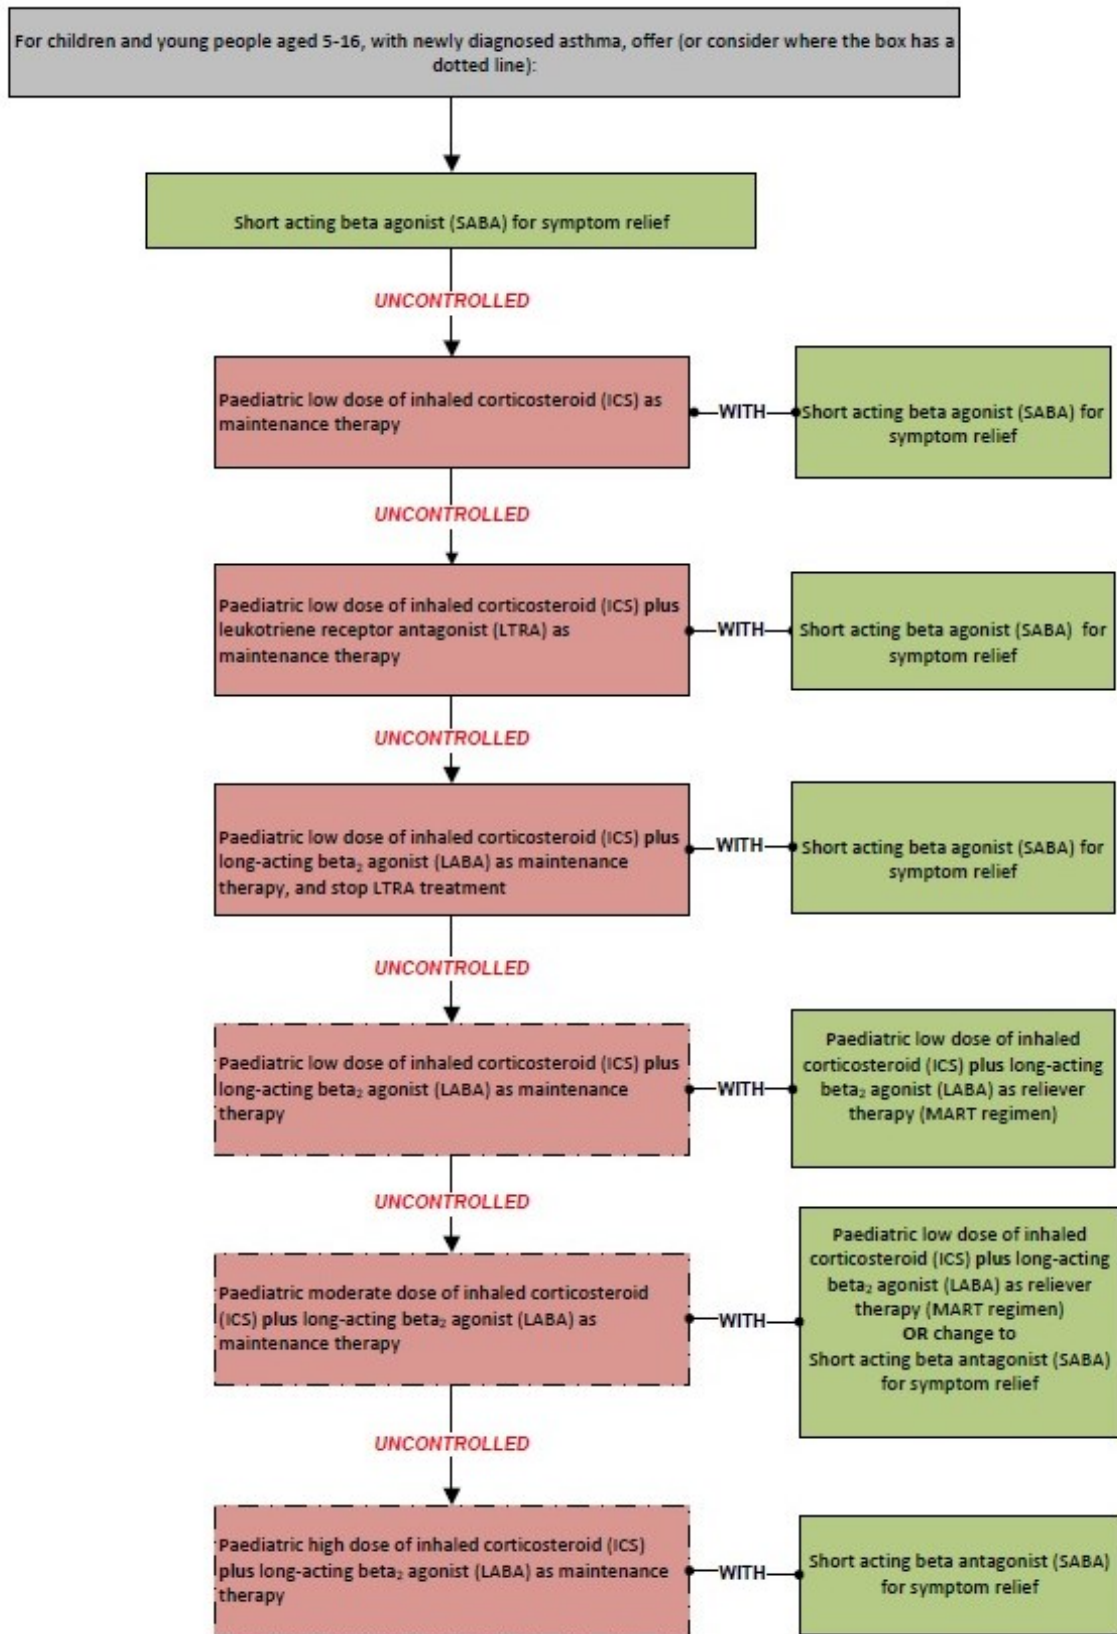 For children and young people aged 5-16, with newly diagnosed asthma, offer (or consider where the box has a
dotted line):
Short acting beta agonist (SABA) for symptom relief
UNCONTROLLED
Paediatric low dose of inhaled corticosteroid (ICS) as
maintenance therapy
WITH
Short acting beta agonist (SABA) for
symptom relief
UNCONTROLLED
Paediatric low dose of inhaled corticosteroid (ICS) plus
leukotriene receptor antagonist (LTRA) as
maintenance therapy
WITH
Short acting beta agonist (SABA) for
symptom relief
UNCONTROLLED
Paediatric low dose of inhaled corticosteroid (ICS) plus
long-acting beta₂ agonist (LABA) as maintenance
therapy, and stop LTRA treatment
WITH
Short acting beta agonist (SABA) for
symptom relief
UNCONTROLLED
Paediatric low dose of inhaled corticosteroid (ICS) plus
long-acting beta₂ agonist (LABA) as maintenance
therapy
WITH
Paediatric low dose of inhaled
corticosteroid (ICS) plus long-acting
beta₂ agonist (LABA) as reliever
therapy (MART regimen)
UNCONTROLLED
Paediatric moderate dose of inhaled corticosteroid
(ICS) plus long-acting beta₂ agonist (LABA) as
maintenance therapy
WITH
Paediatric low dose of inhaled
corticosteroid (ICS) plus long-acting
beta₂ agonist (LABA) as reliever
therapy (MART regimen)
OR change to
Short acting beta antagonist (SABA)
for symptom relief
UNCONTROLLED
Paediatric high dose of inhaled corticosteroid (ICS)
plus long-acting beta₂ agonist (LABA) as maintenance
therapy
WITH
Short acting beta antagonist (SABA)
for symptom relief